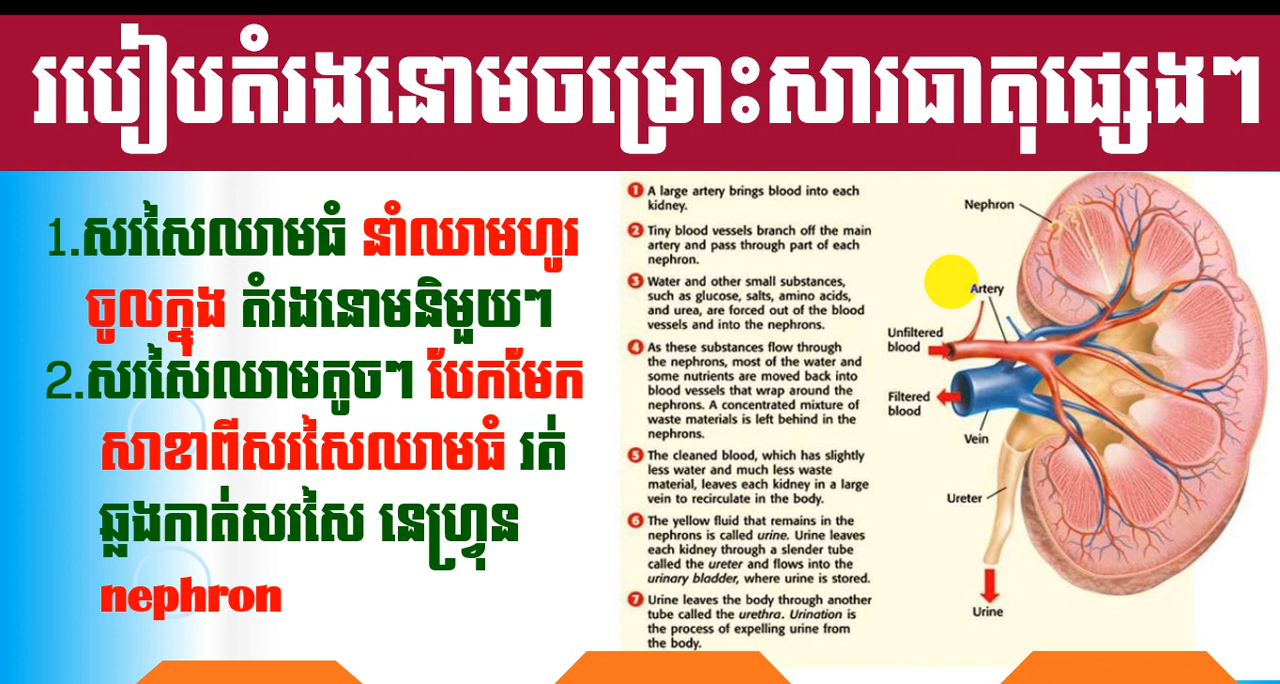 របៀបតំរងនោមចម្រោះសារធាតុផ្សេងៗ
1.សរសៃឈាមធំ នាំឈាមហូរ
ចូលក្នុង តំរងនោមនិមួយៗ
2.សរសៃឈាមតូចៗ បែកមែក
សាខាពីសរសៃឈាមធំ រត់
ឆ្លងកាត់សរសៃ នេហ្វ្រុន
nephron
1 A large artery brings blood into each
kidney.
2 Tiny blood vessels branch off the main
artery and pass through part of each
nephron.
3 Water and other small substances,
such as glucose, salts, amino acids,
and urea, are forced out of the blood
vessels and into the nephrons.
4 As these substances flow through
the nephrons, most of the water and
some nutrients are moved back into
blood vessels that wrap around the
nephrons. A concentrated mixture of
waste materials is left behind in the
nephrons.
5 The cleaned blood, which has slightly
less water and much less waste
material, leaves each kidney in a large
vein to recirculate in the body.
6 The yellow fluid that remains in the
nephrons is called urine. Urine leaves
each kidney through a slender tube
called the ureter and flows into the
urinary bladder, where urine is stored.
7 Urine leaves the body through another
tube called the urethra. Urination is
the process of expelling urine from
the body.
Nephron
Artery
Unfiltered
blood
Filtered
blood
Vein
Ureter
Urine